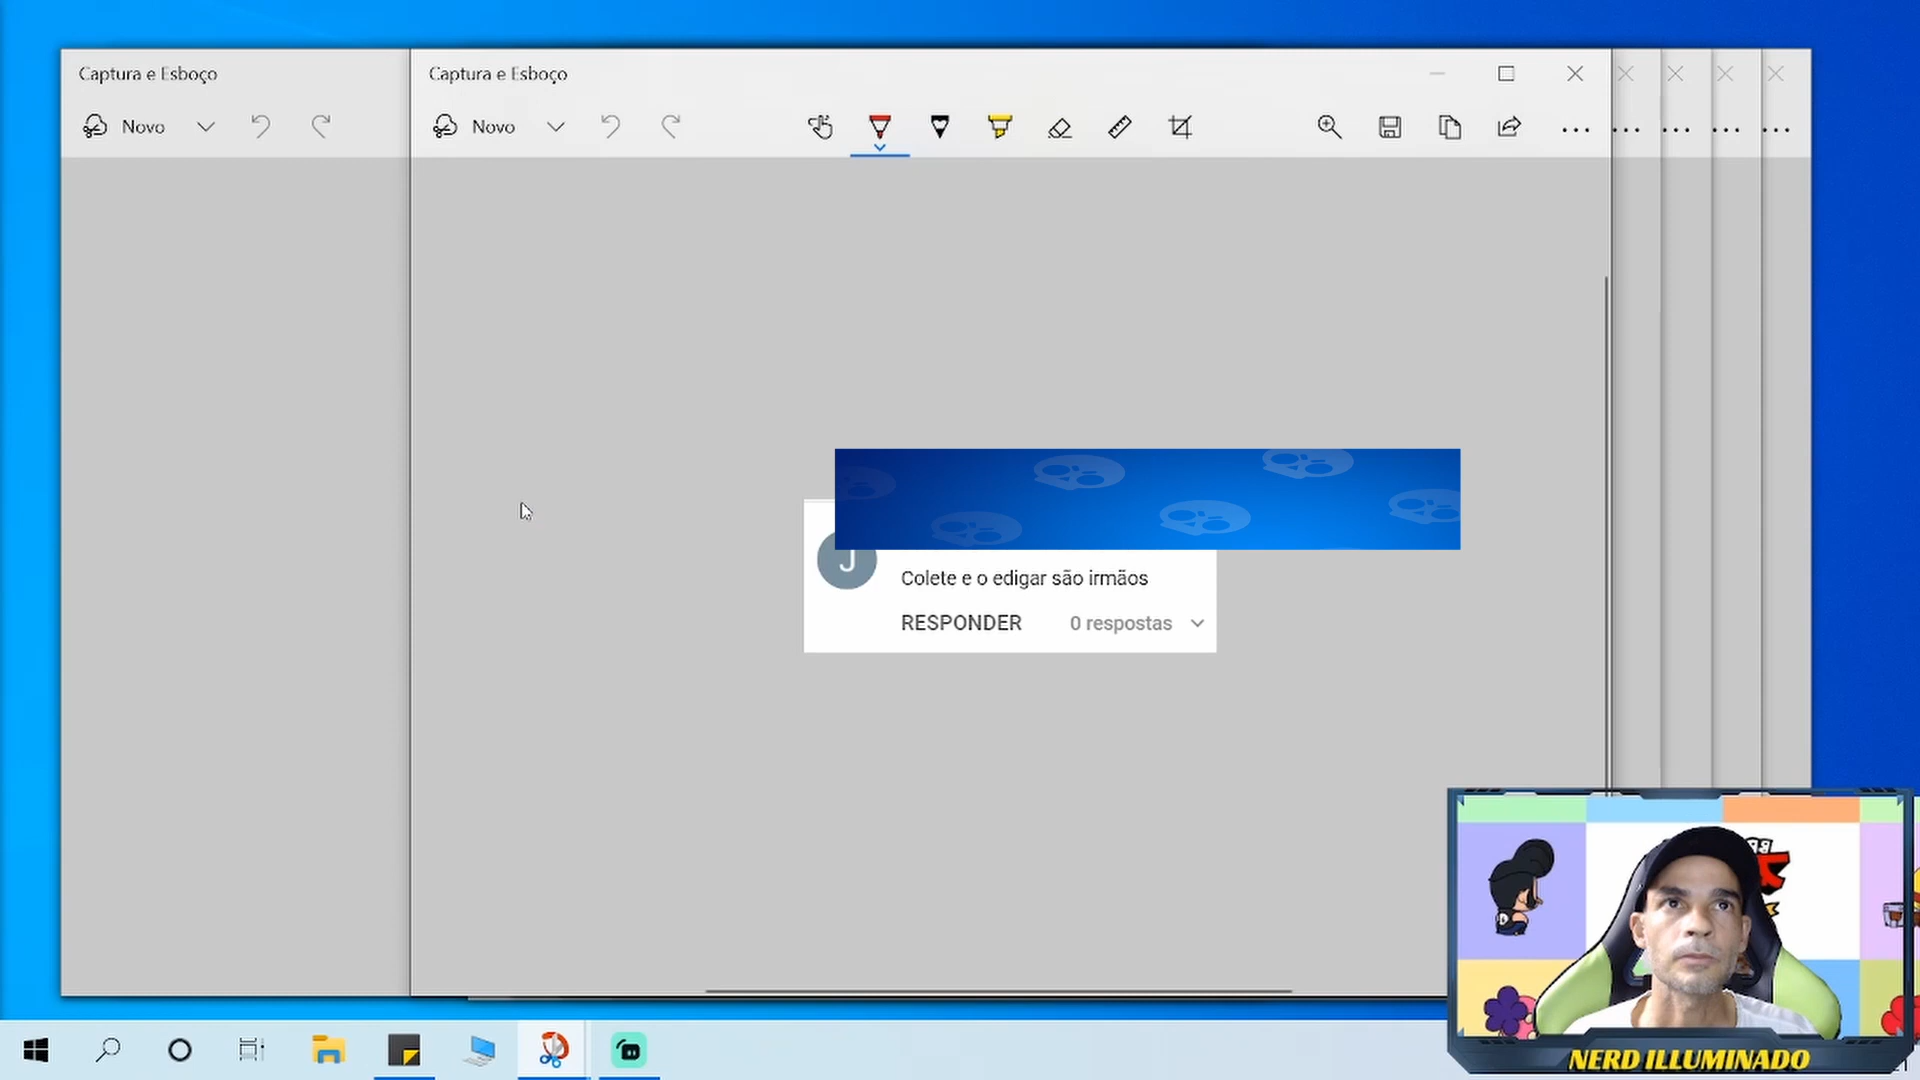 Captura e Esboço
Captura e Esboço
Novo
Novo
J
Colete e o edigar são irmãos
RESPONDER
0 respostas
NERD ILLUMINADO